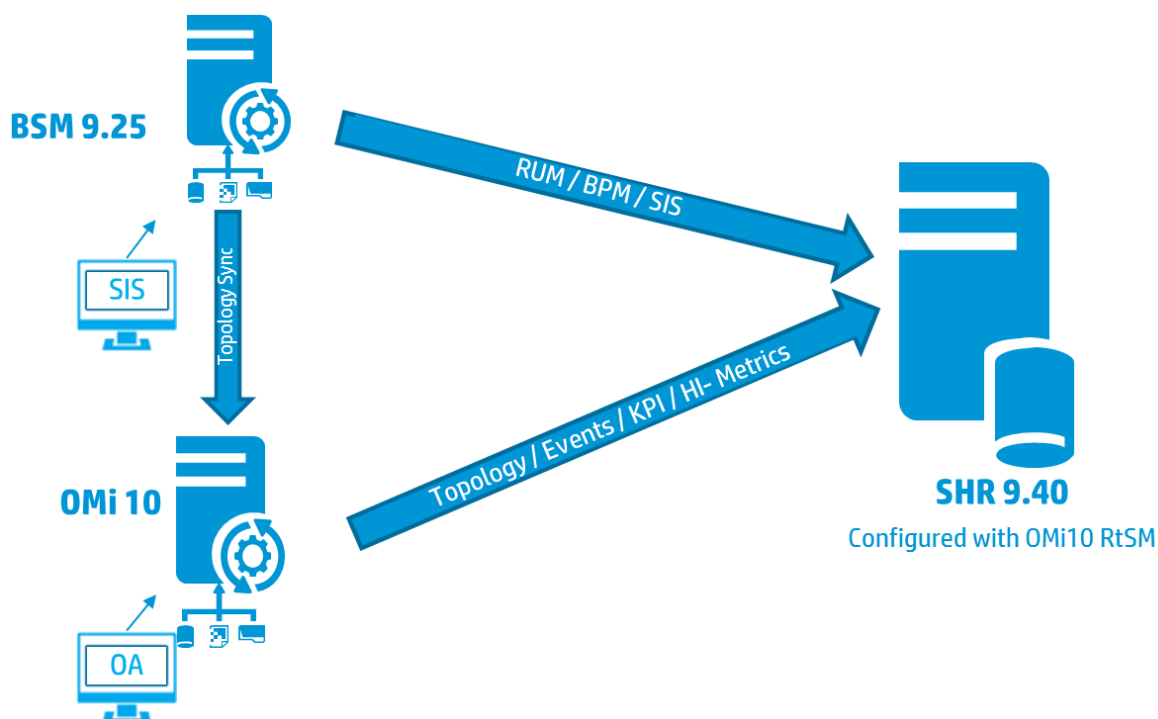 BSM 9.25
RUM / BPM / SIS
SIS
Topology Sync
Topology / Events / KPI / HI- Metrics
OMi 10
SHR 9.40
Configured with OMi10 RtSM
OA